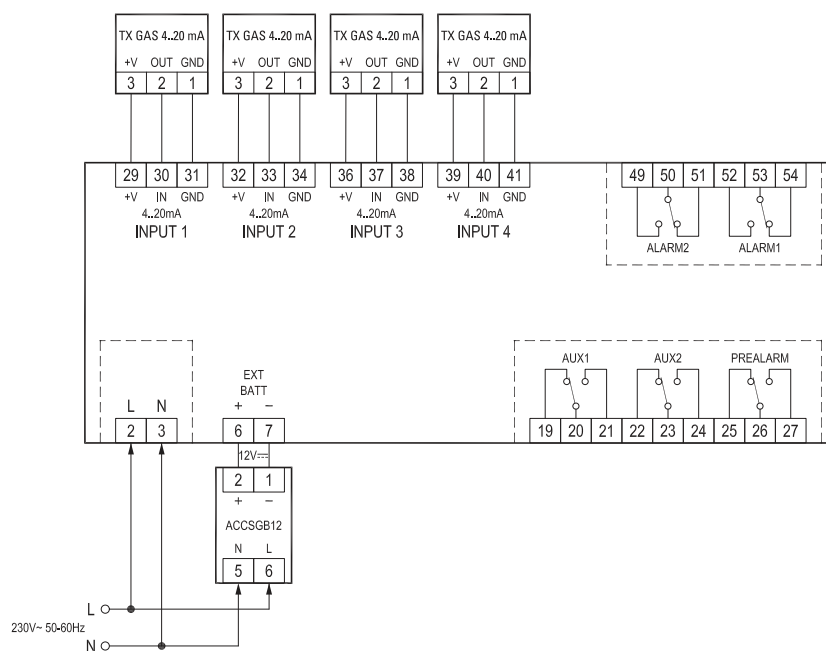 TX GAS 4..20 mA TX GAS 4..20 mA TX GAS 4..20 mA TX GAS 4..20 mA
+V OUT GND +V OUT GND +V OUT GND +V OUT GND
3 2 1 3 2 1 3 2 1 3 2 1
29 30 31 32 33 34 36 37 38 39 40 41 49 50 51 52 53 54
+V IN GND +V IN GND +V IN GND +V IN GND
4..20mA 4..20mA 4..20mA 4..20mA
INPUT 1 INPUT 2 INPUT 3 INPUT 4
ALARM2 ALARM1
AUX1 AUX2 PREALARM
EXT
BATT
L N + −
2 3 6 7 19 20 21 22 23 24 25 26 27
12V
2 1
+ −
ACCSGB12
N L
5 6
L
230V~ 50-60Hz
N